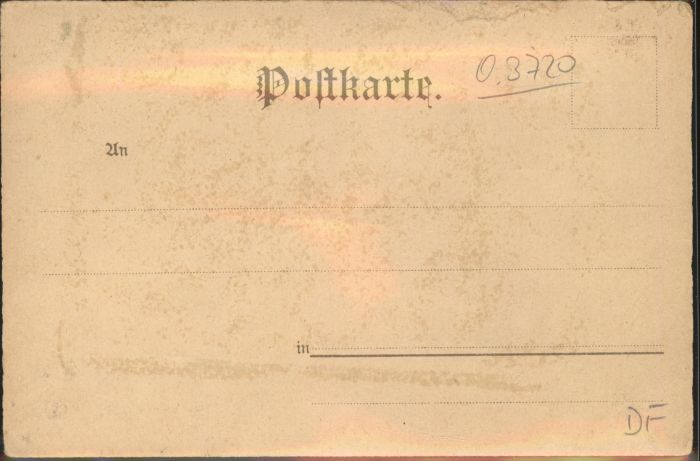 Postkarte.
0.3720
An
in
DF